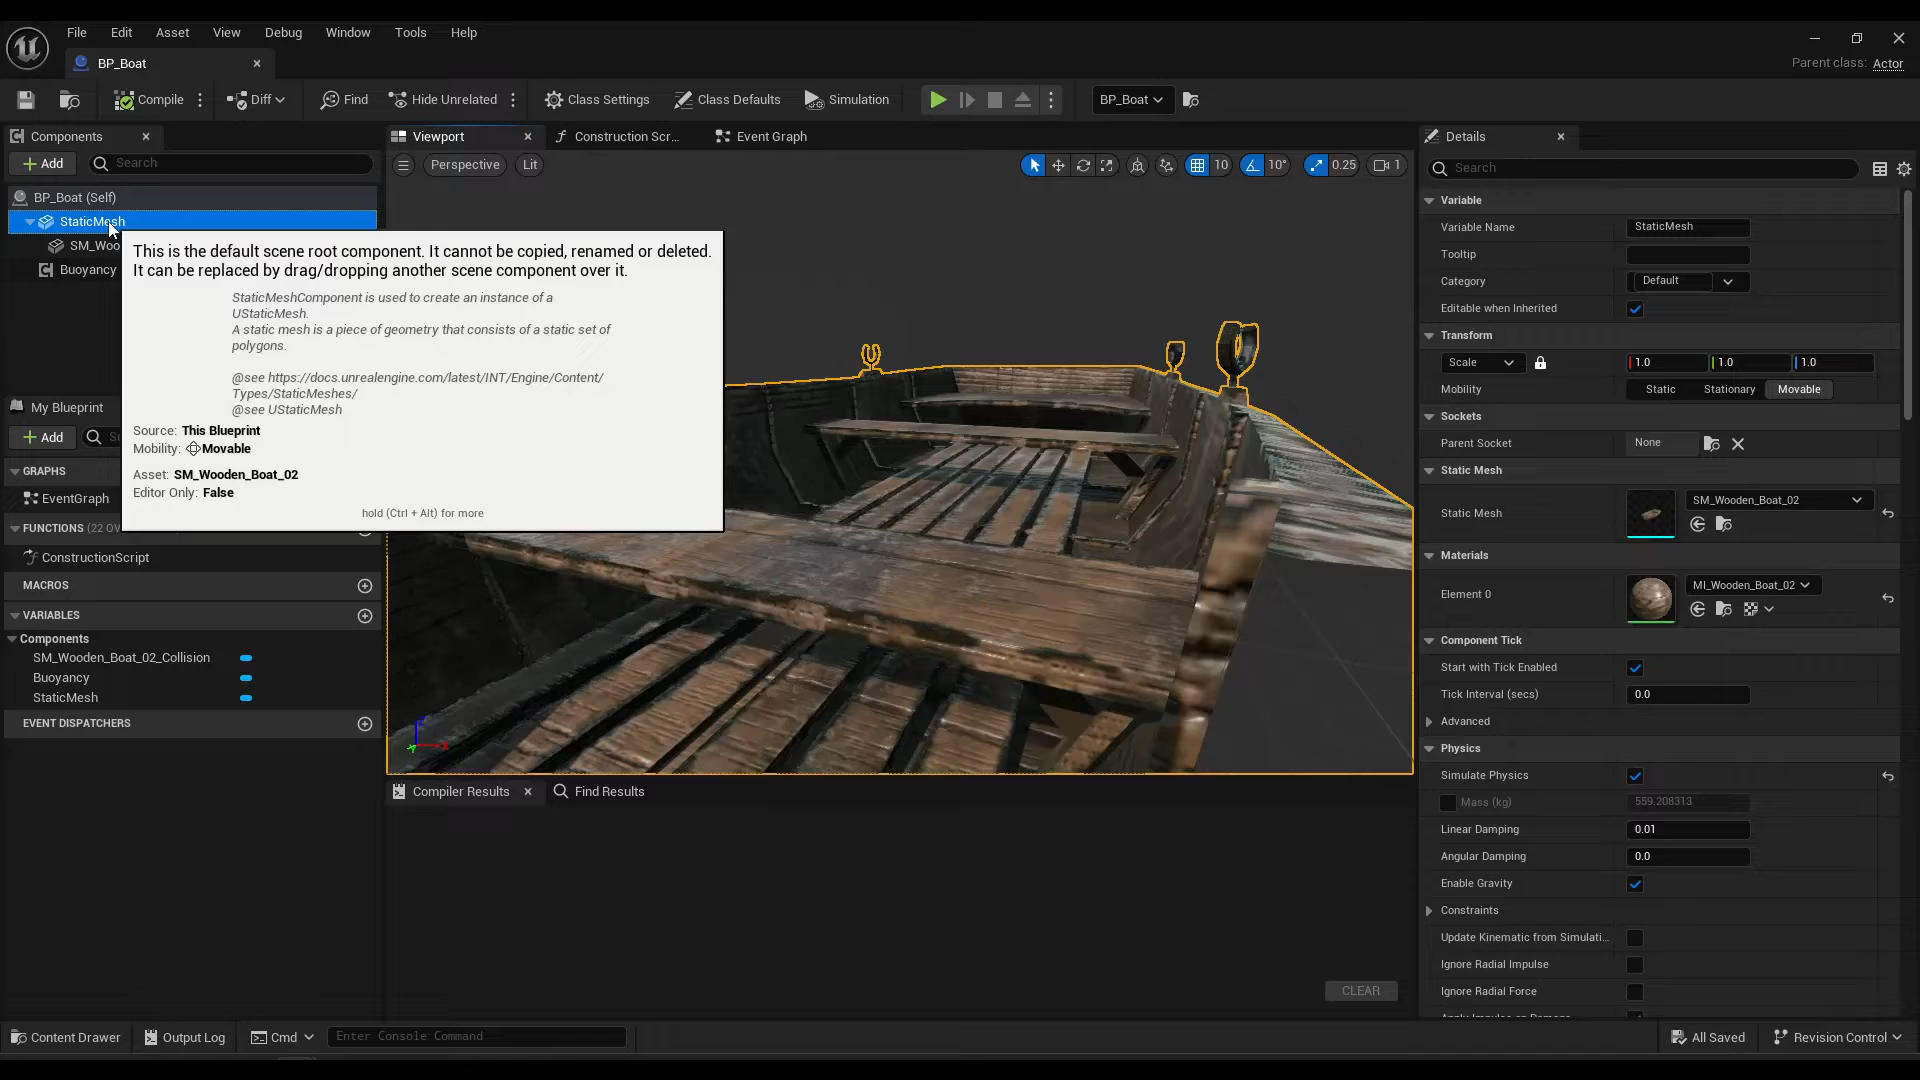 File Edit Asset View Debug Window Tools Help
BP_Boat
Parent class: Actor
Compile Diff Find Hide Unrelated Class Settings Class Defaults Simulation BP_Boat
Components
Viewport Construction Scr... Event Graph
Details
Add Search
Perspective Lit 10 10° 0.25 1
Search
BP_Boat (Self)
StaticMesh
SM_Woo
Buoyancy
This is the default scene root component. It cannot be copied, renamed or deleted.
It can be replaced by drag/dropping another scene component over it.
StaticMeshComponent is used to create an instance of a
UStaticMesh.
A static mesh is a piece of geometry that consists of a static set of
polygons.
@see https://docs.unrealengine.com/latest/INT/Engine/Content/
Types/StaticMeshes/
@see UStaticMesh
Source: This Blueprint
Mobility: Movable
Asset: SM_Wooden_Boat_02
Editor Only: False
hold (Ctrl + Alt) for more
My Blueprint
Add
GRAPHS
EventGraph
FUNCTIONS (22 OV
ConstructionScript
MACROS
VARIABLES
Components
SM_Wooden_Boat_02_Collision
Buoyancy
StaticMesh
EVENT DISPATCHERS
Compiler Results Find Results
CLEAR
Variable
Variable Name StaticMesh
Tooltip
Category Default
Editable when Inherited
Transform
Scale 1.0 1.0 1.0
Mobility Static Stationary Movable
Sockets
Parent Socket None
Static Mesh
Static Mesh SM_Wooden_Boat_02
Materials
Element 0 MI_Wooden_Boat_02
Component Tick
Start with Tick Enabled
Tick Interval (secs) 0.0
Advanced
Physics
Simulate Physics
Mass (kg) 559.208313
Linear Damping 0.01
Angular Damping 0.0
Enable Gravity
Constraints
Update Kinematic from Simulati...
Ignore Radial Impulse
Ignore Radial Force
Content Drawer Output Log Cmd Enter Console Command All Saved Revision Control